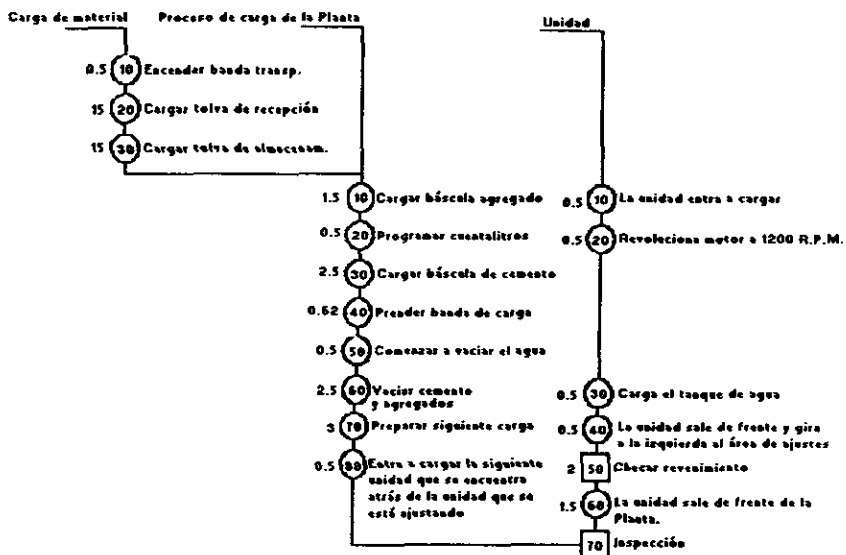 Carga de material
Proceso de carga de la Planta
Unidad
0.5 10 Encender banda transp.
15 20 Cargar tolva de recepción
15 30 Cargar tolva de almacenam.
1.5 10 Cargar báscula agregado
0.5 20 Programar cuentalitros
2.5 30 Cargar báscula de cemento
0.62 40 Prender banda de carga
0.5 50 Comenzar a vaciar el agua
2.5 60 Vaciar cemento
y agregados
3 70 Preparar siguiente carga
0.5 80 Entra a cargar la siguiente
unidad que se encuentra
atrás de la unidad que se
está ajustando
0.5 10 La unidad entra a cargar
0.5 20 Revoluciona motor a 1200 R.P.M.
0.5 30 Carga el tanque de agua
0.5 40 La unidad sale de frente y gira
a la izquierda al área de ajustes
2 50 Checar revenimiento
1.5 60 La unidad sale de frente de la
Planta.
70 Inspección